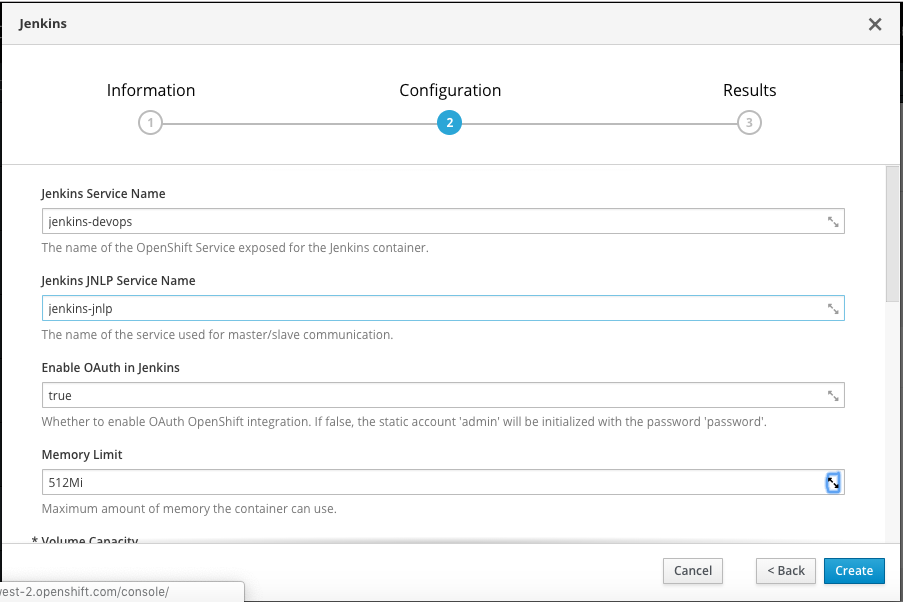 Jenkins
Information
Configuration
Results
1
2
3
Jenkins Service Name
jenkins-devops
The name of the OpenShift Service exposed for the Jenkins container.
Jenkins JNLP Service Name
jenkins-jnlp
The name of the service used for master/slave communication.
Enable OAuth in Jenkins
true
Whether to enable OAuth OpenShift integration. If false, the static account 'admin' will be initialized with the password 'password'.
Memory Limit
512Mi
Maximum amount of memory the container can use.
* Volume Capacity
Cancel
< Back
Create
west-2.openshift.com/console/